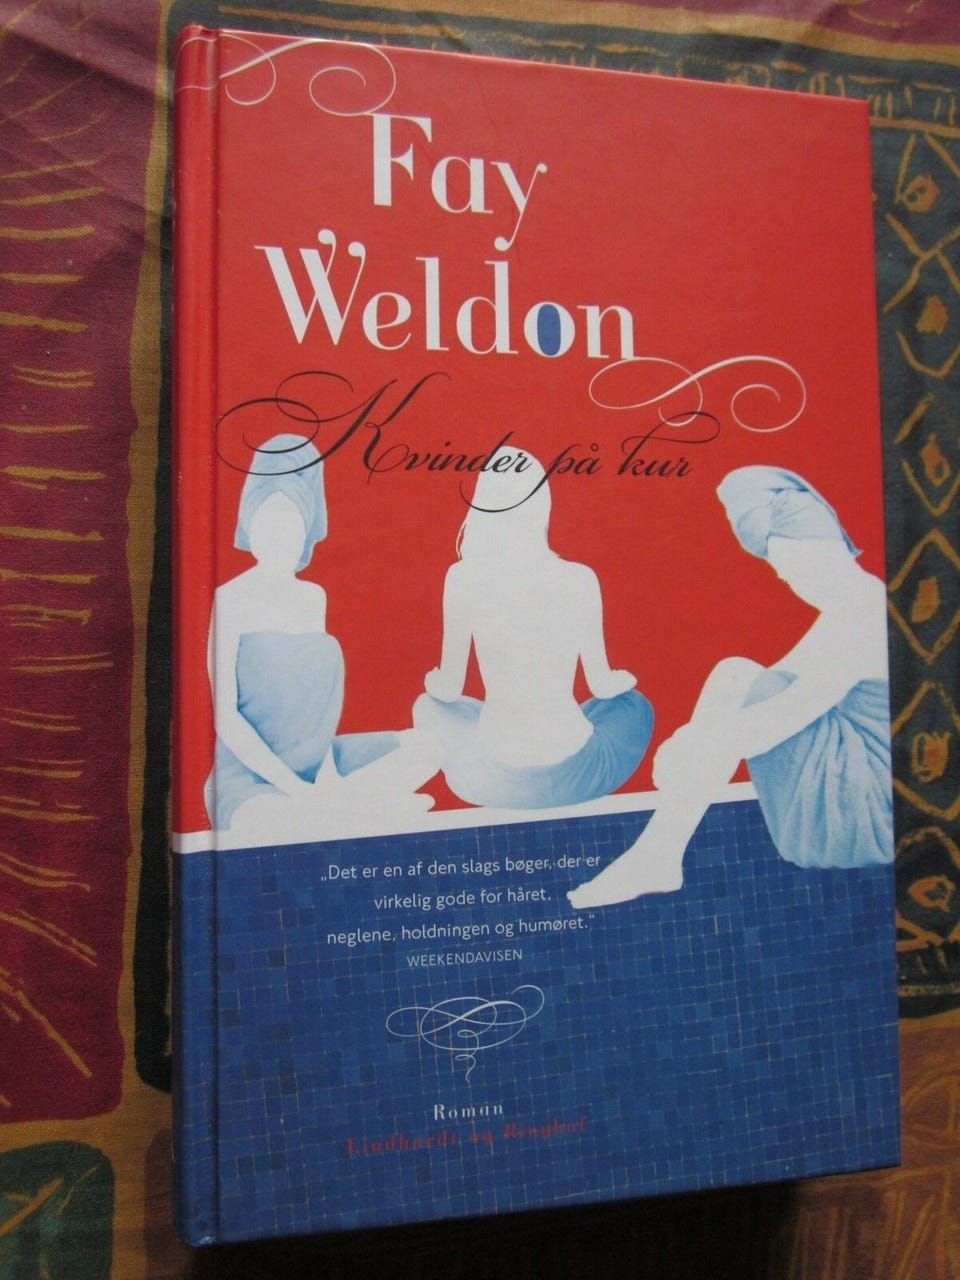 Fay
Weldon
Kvinder på kur
„Det er en af den slags bøger, der er
virkelig gode for håret,
neglene, holdningen og humøret.“
WEEKENDAVISEN
Roman
Lindhardt og Ringhof